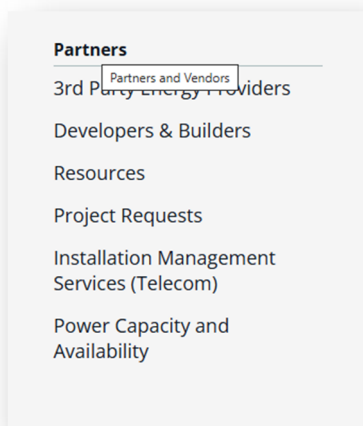 Partners
Partners and Vendors
3rd Party Energy Providers
Developers & Builders
Resources
Project Requests
Installation Management
Services (Telecom)
Power Capacity and
Availability